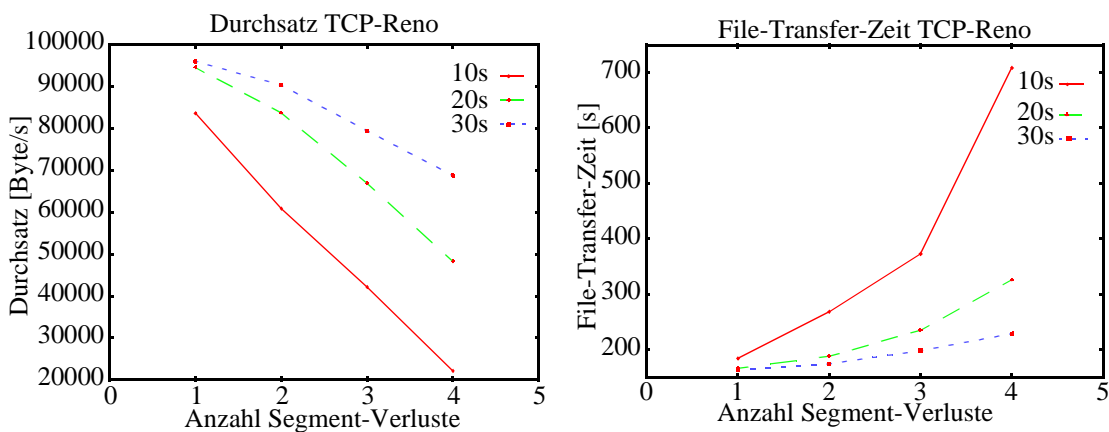 Durchsatz TCP-Reno
100000
90000
80000
70000
60000
50000
40000
30000
20000
Durchsatz [Byte/s]
10s
20s
30s
0
1
2
3
4
5
Anzahl Segment-Verluste
File-Transfer-Zeit TCP-Reno
700
600
500
400
300
200
File-Transfer-Zeit [s]
10s
20s
30s
0
1
2
3
4
5
Anzahl Segment-Verluste